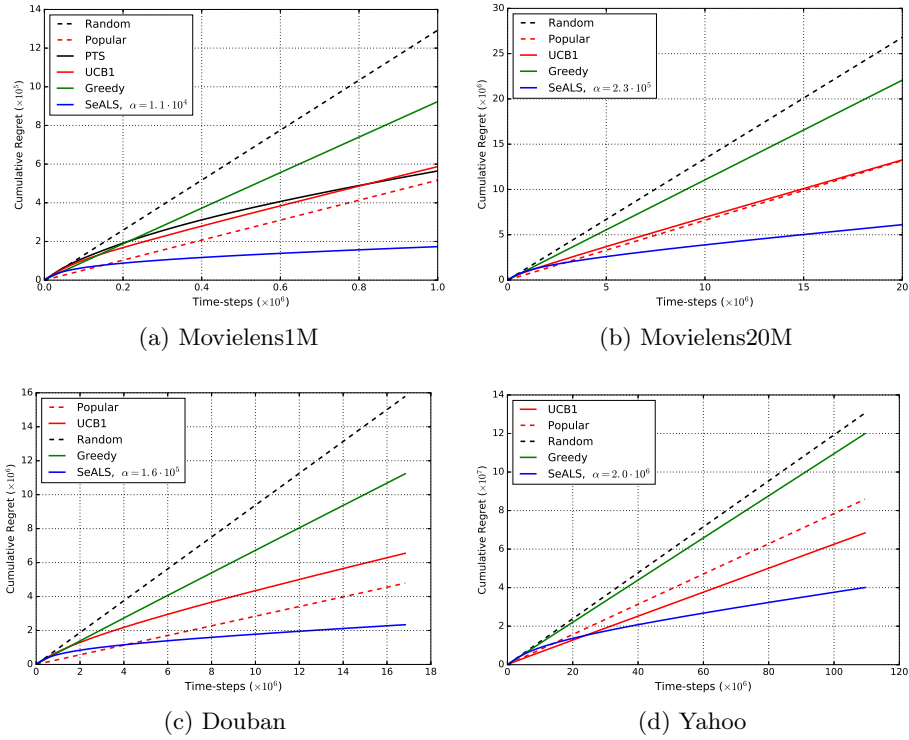 14
12
10
8
6
4
2
0
Cumulative Regret (×10⁵)
Random
Popular
PTS
UCB1
Greedy
SeALS, α = 1.1 · 10⁴
0.0 0.2 0.4 0.6 0.8 1.0
Time-steps (×10⁶)
(a) Movielens1M
30
25
20
15
10
5
0
Cumulative Regret (×10⁶)
Random
Popular
UCB1
Greedy
SeALS, α = 2.3 · 10⁵
0 5 10 15 20
Time-steps (×10⁶)
(b) Movielens20M
16
14
12
10
8
6
4
2
0
Cumulative Regret (×10⁶)
Popular
UCB1
Random
Greedy
SeALS, α = 1.6 · 10⁵
0 2 4 6 8 10 12 14 16 18
Time-steps (×10⁶)
(c) Douban
14
12
10
8
6
4
2
0
Cumulative Regret (×10⁷)
UCB1
Popular
Random
Greedy
SeALS, α = 2.0 · 10⁶
0 20 40 60 80 100 120
Time-steps (×10⁶)
(d) Yahoo